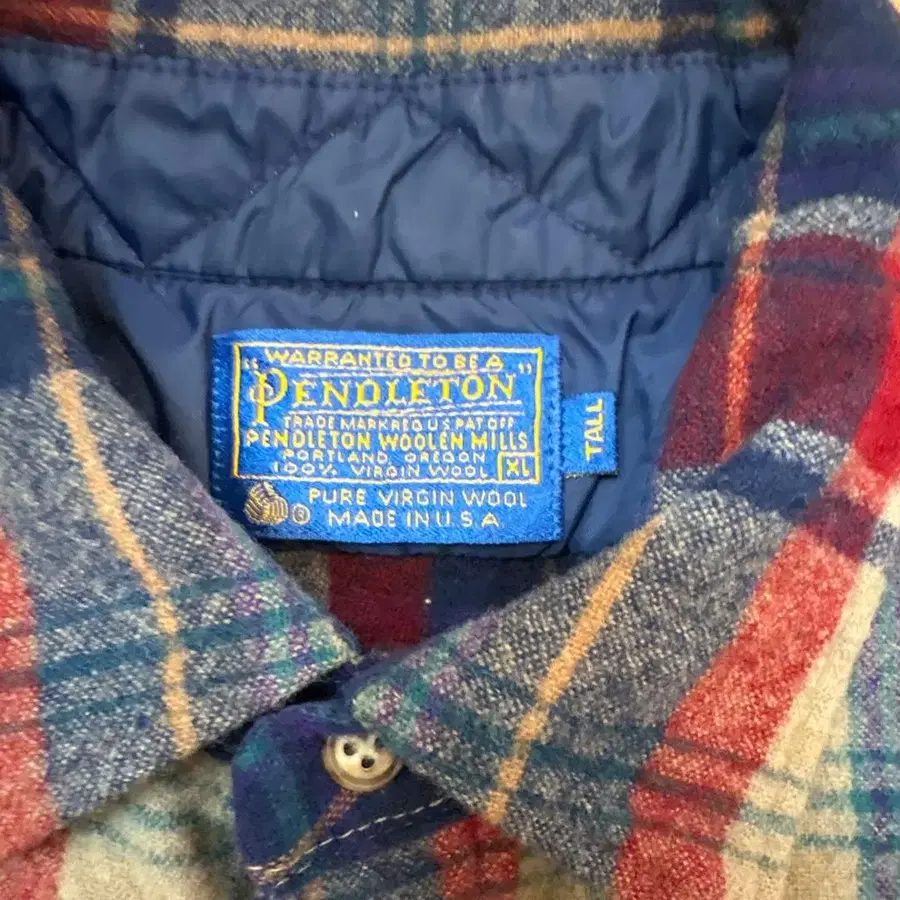 WARRANTED TO BE A
"PENDLETON"
TRADE MARK REG U S PAT OFF
PENDLETON WOOLEN MILLS
PORTLAND, OREGON
100% VIRGIN WOOL XL
PURE VIRGIN WOOL
MADE IN U.S.A.
TALL